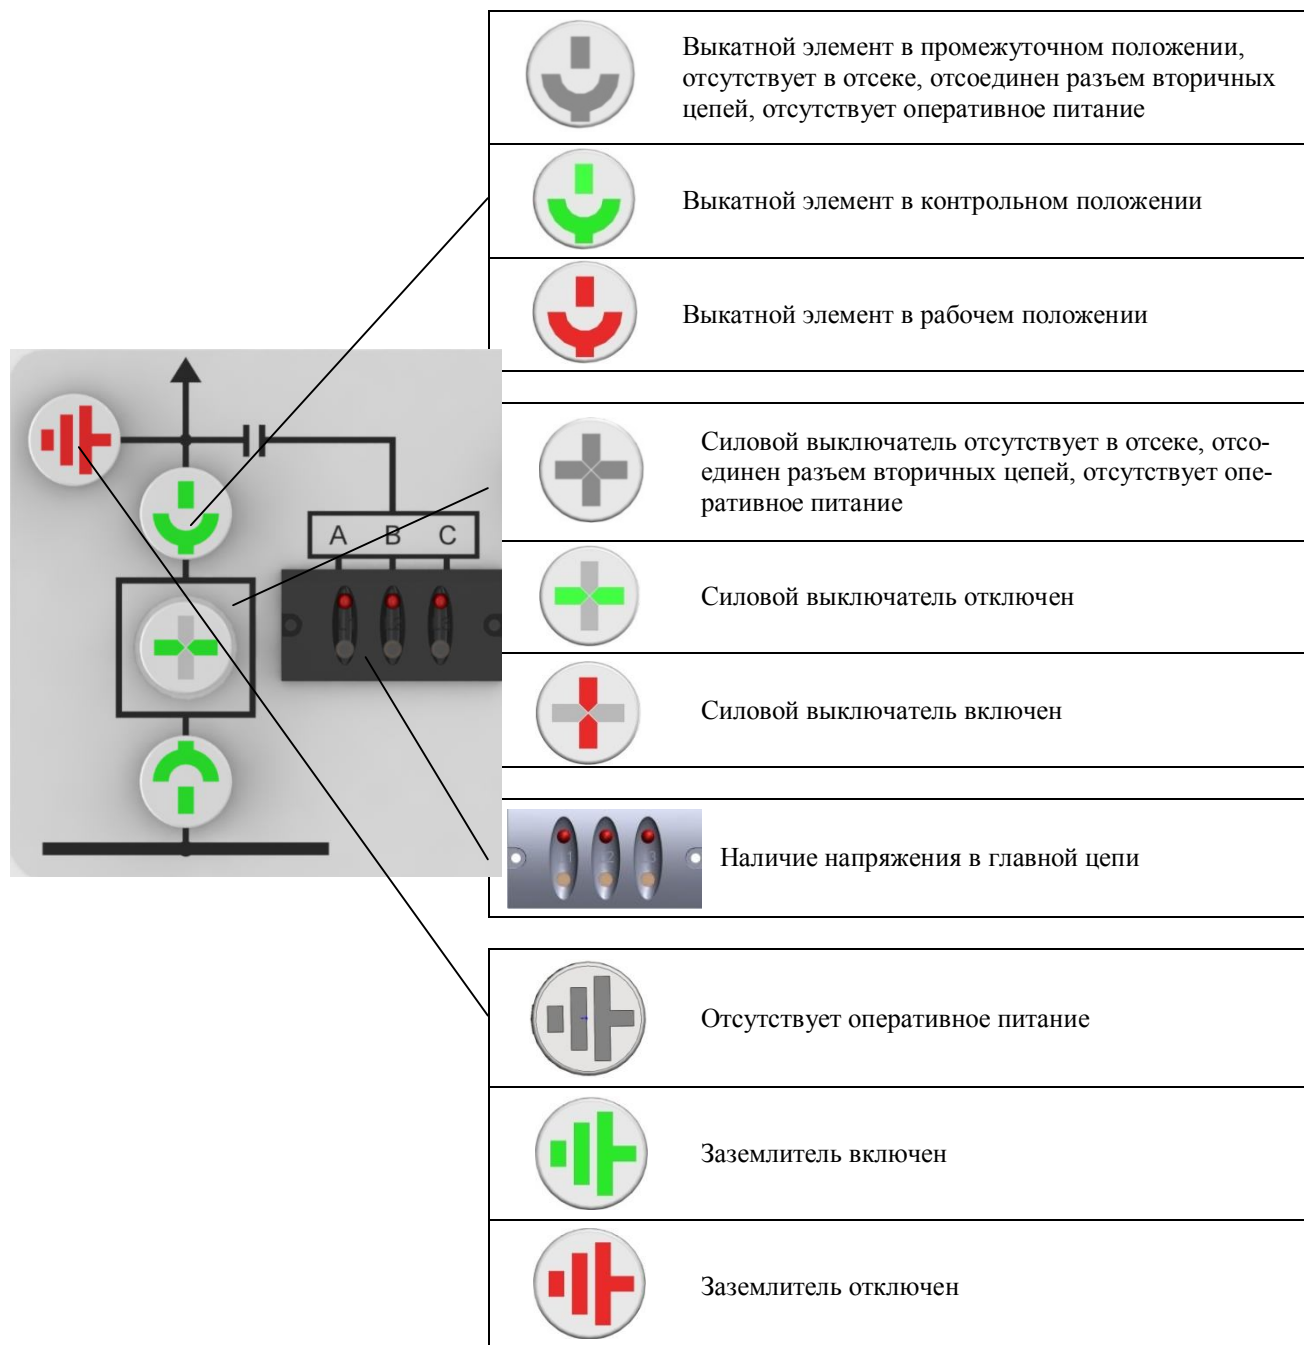 Выкатной элемент в промежуточном положении,
отсутствует в отсеке, отсоединен разъем вторичных
цепей, отсутствует оперативное питание
Выкатной элемент в контрольном положении
Выкатной элемент в рабочем положении
A B C
Силовой выключатель отсутствует в отсеке, отсо-
единен разъем вторичных цепей, отсутствует опе-
ративное питание
Силовой выключатель отключен
Силовой выключатель включен
Наличие напряжения в главной цепи
Отсутствует оперативное питание
Заземлитель включен
Заземлитель отключен